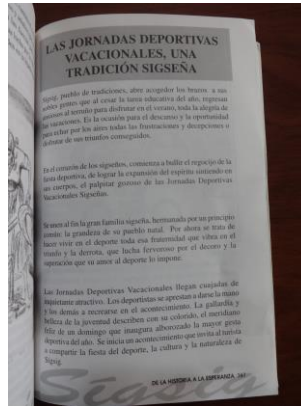 LAS JORNADAS DEPORTIVAS
VACACIONALES, UNA
TRADICIÓN SIGSEÑA
Sigsig, pueblo de tradiciones, abre acogedor los brazos a sus
nobles gentes que al cesar la tarea educativa del año, regresan
al terruño para disfrutar en el verano, toda la alegría de
las vacaciones. Es la ocasión para el descanso y la oportunidad
para echar por los aires todas las frustraciones y decepciones o
disfrutar de sus triunfos conseguidos.
En el corazón de los sigseños, comienza a bullir el regocijo de la
fiesta deportiva, de lograr la expansión del espíritu sintiendo en
sus cuerpos, el palpitar gozoso de las Jornadas Deportivas
Vacacionales Sigseñas.
Se unen al fin la gran familia sigseña, hermanada por un principio
común: la grandeza de su pueblo natal. Por ahora se trata de
hacer vivir en el deporte toda esa fraternidad que vibra en el
triunfo y la derrota, que lucha fervoroso por el decoro y la
superación que su amor al deporte lo impone.
Las Jornadas Deportivas Vacacionales llegan cuajadas de
inquietante atractivo. Los deportistas se aprestan a darse la mano
y los demás a recrearse en el acontecimiento. La gallardía y
belleza de la juventud describen con su colorido, el meridiano
feliz de un domingo que inaugura alborozado la mayor gesta
deportiva del año. Se inicia un acontecimiento que invita al turista
a compartir la fiesta del deporte, la cultura y la naturaleza de
Sigsig.
Sigsig
DE LA HISTORIA A LA ESPERANZA